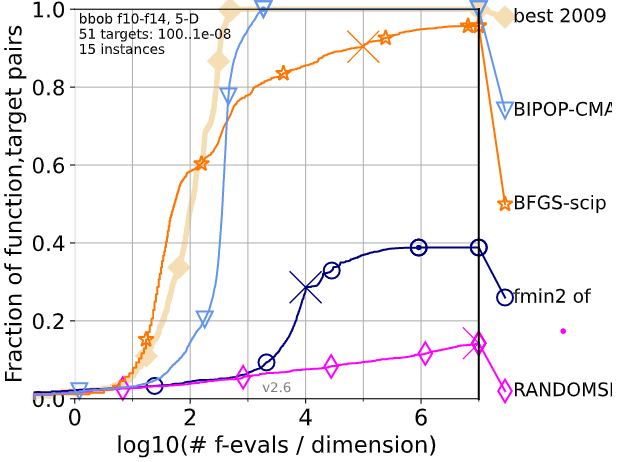 bbob f10-f14, 5-D
51 targets: 100..1e-08
15 instances
1.0
0.8
0.6
0.4
0.2
0.0
Fraction of function,target pairs
best 2009
BIPOP-CMA
BFGS-scip
fmin2 of
RANDOMS
v2.6
0 2 4 6
log10(# f-evals / dimension)